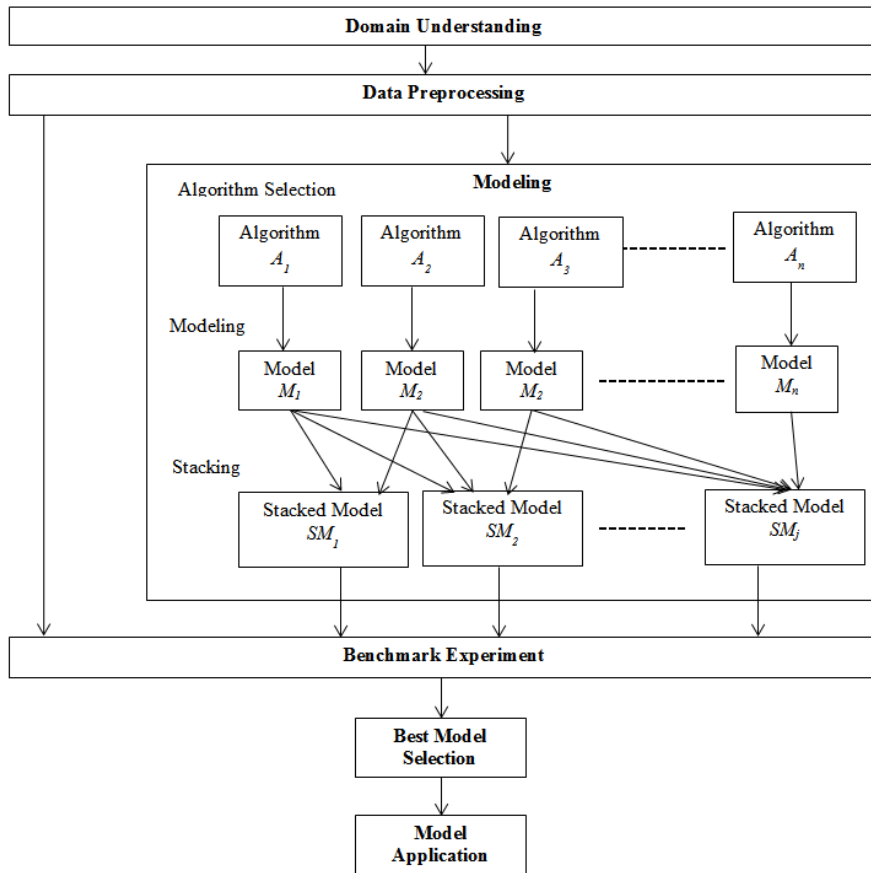 Domain Understanding
Data Preprocessing
Modeling
Algorithm Selection
Algorithm
A1
Algorithm
A2
Algorithm
A3
Algorithm
An
Modeling
Model
M1
Model
M2
Model
M2
Model
Mn
Stacking
Stacked Model
SM1
Stacked Model
SM2
Stacked Model
SMj
Benchmark Experiment
Best Model
Selection
Model
Application